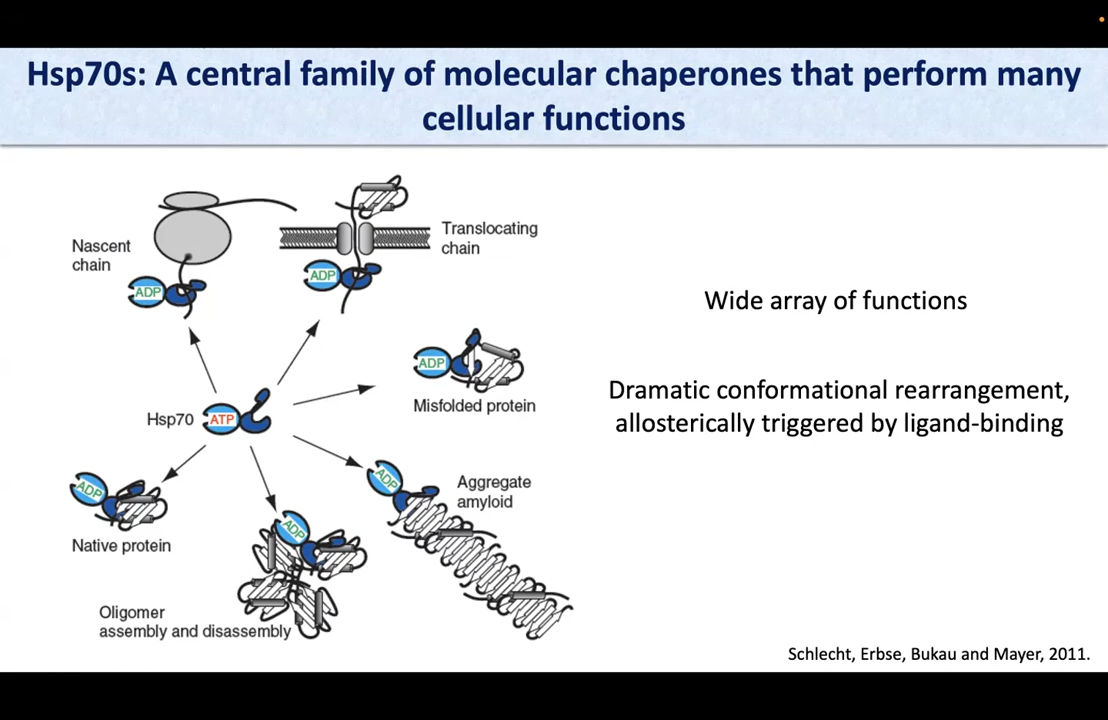 Hsp70s: A central family of molecular chaperones that perform many
cellular functions
Nascent
chain
ADP
ADP
Translocating
chain
ADP
Misfolded protein
Hsp70
ATP
ADP
Native protein
ADP
Oligomer
assembly and disassembly
ADP
Aggregate
amyloid
Wide array of functions
Dramatic conformational rearrangement,
allosterically triggered by ligand-binding
Schlecht, Erbse, Bukau and Mayer, 2011.